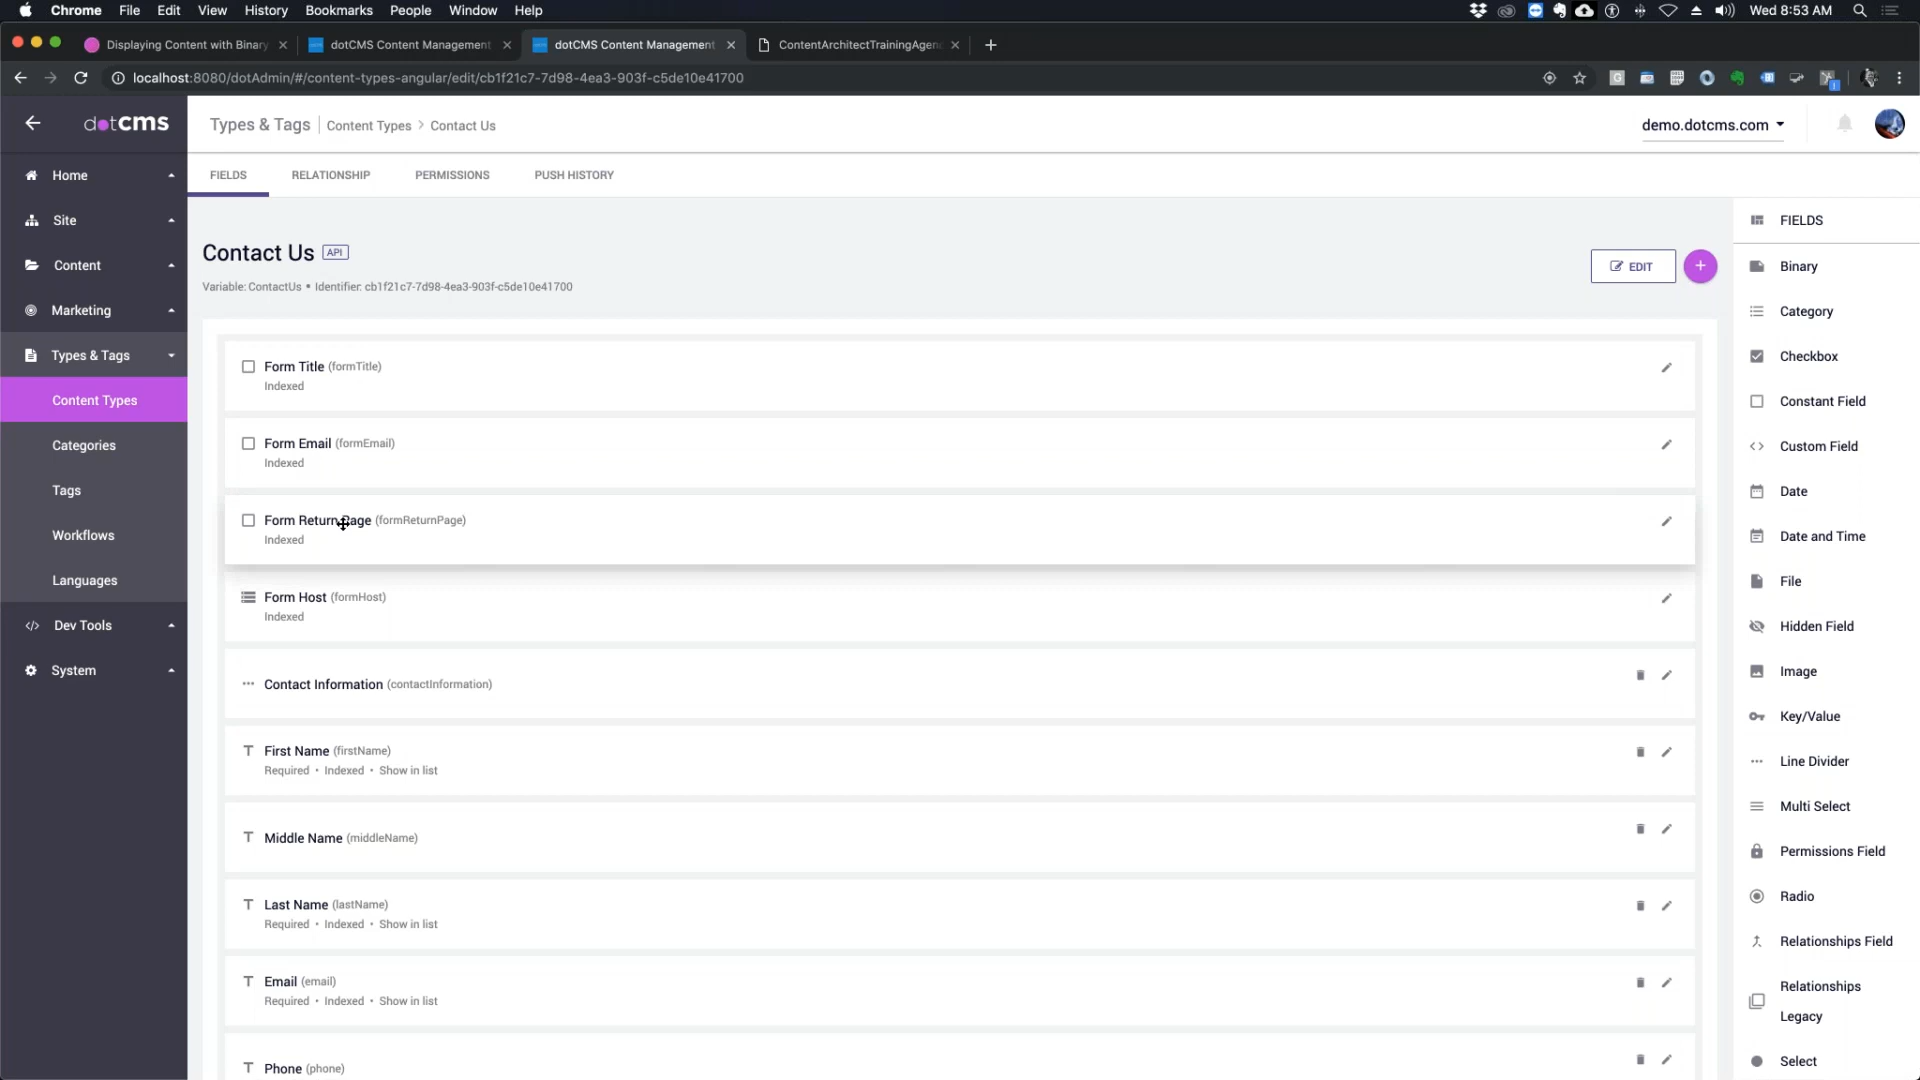 Chrome File Edit View History Bookmarks People Window Help Wed 8:53 AM
Displaying Content with Binary dotCMS Content Management dotCMS Content Management ContentArchitectTrainingAgen
localhost:8080/dotAdmin/#/content-types-angular/edit/cb1f21c7-7d98-4ea3-903f-c5de10e41700
dotCMS
Types & Tags Content Types > Contact Us
demo.dotcms.com
Home
Site
Content
Marketing
Types & Tags
Content Types
Categories
Tags
Workflows
Languages
Dev Tools
System
FIELDS RELATIONSHIP PERMISSIONS PUSH HISTORY
Contact Us API
Variable: ContactUs • Identifier: cb1f21c7-7d98-4ea3-903f-c5de10e41700
EDIT +
Form Title (formTitle)
Indexed
Form Email (formEmail)
Indexed
Form Return Page (formReturnPage)
Indexed
Form Host (formHost)
Indexed
Contact Information (contactInformation)
First Name (firstName)
Required • Indexed • Show in list
Middle Name (middleName)
Last Name (lastName)
Required • Indexed • Show in list
Email (email)
Required • Indexed • Show in list
Phone (phone)
FIELDS
Binary
Category
Checkbox
Constant Field
Custom Field
Date
Date and Time
File
Hidden Field
Image
Key/Value
Line Divider
Multi Select
Permissions Field
Radio
Relationships Field
Relationships
Legacy
Select